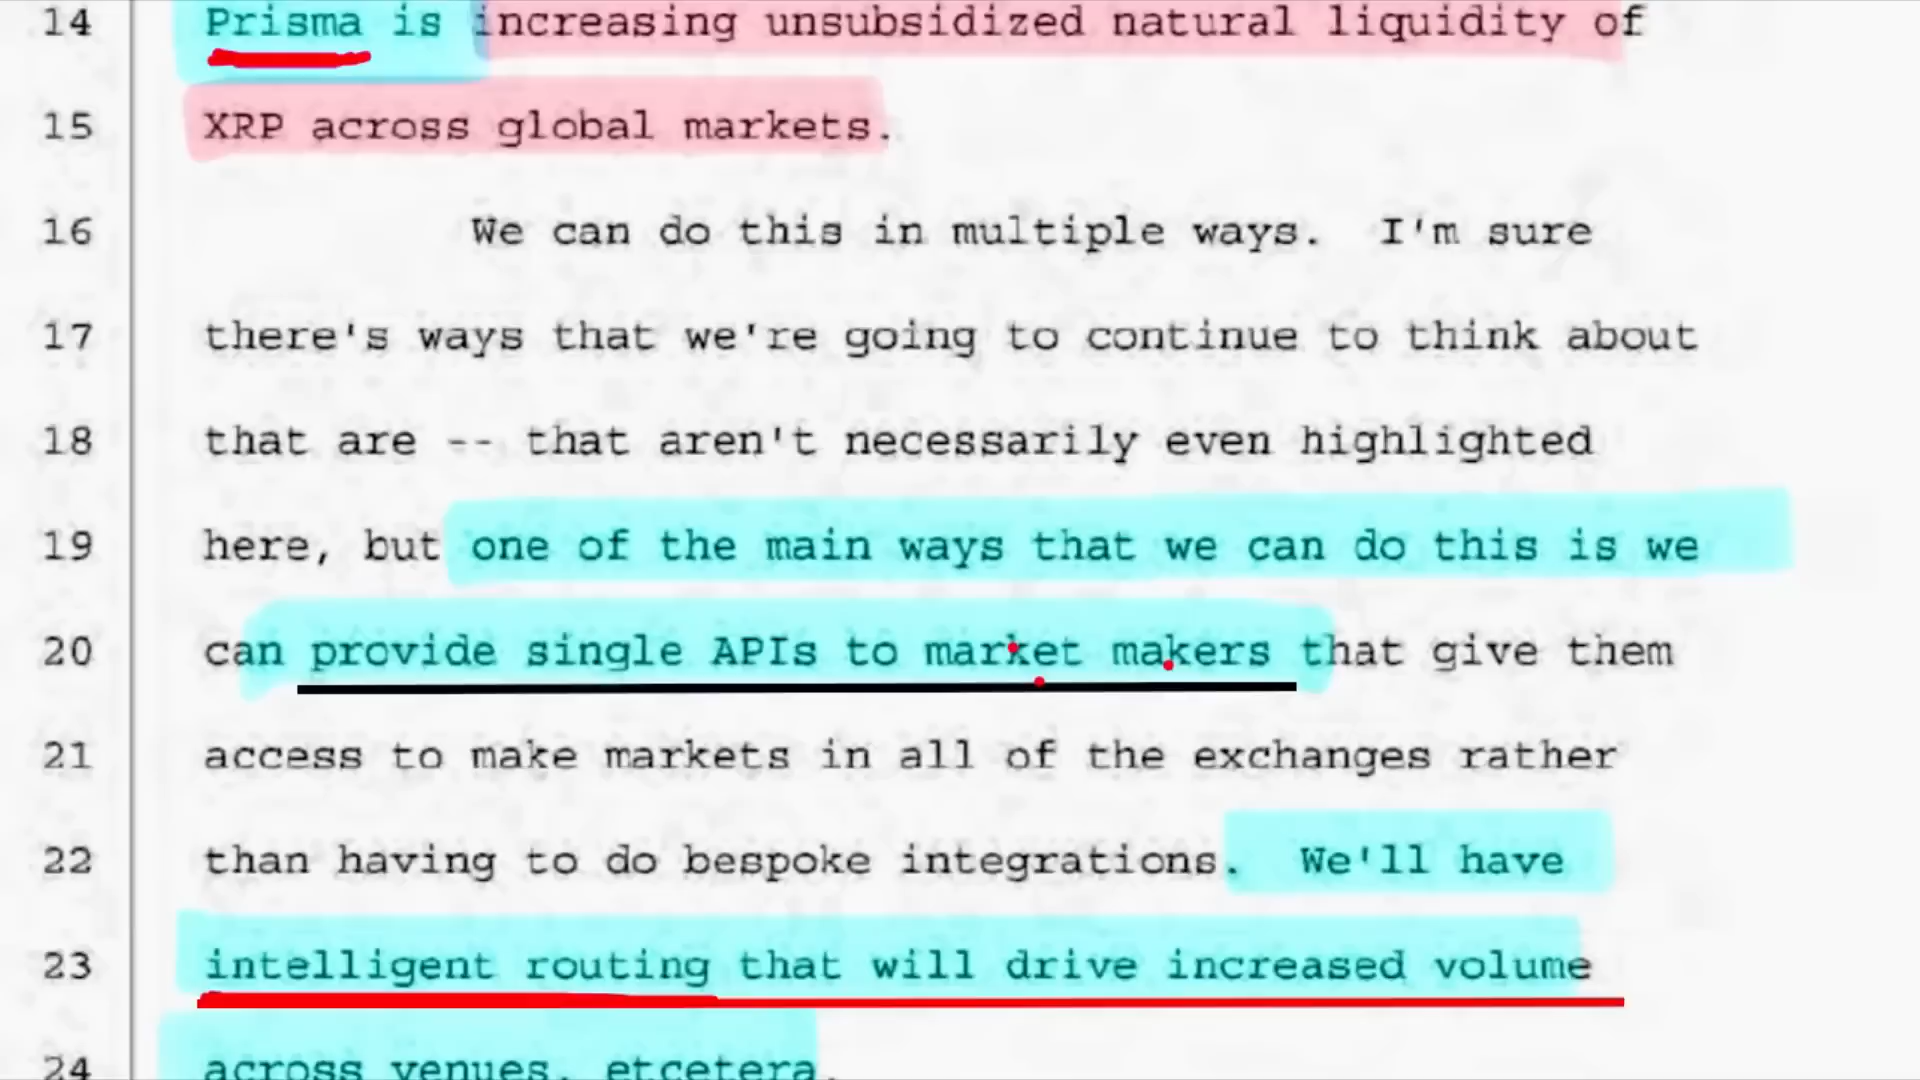 14 Prisma is increasing unsubsidized natural liquidity of
15 XRP across global markets.
16 We can do this in multiple ways. I'm sure
17 there's ways that we're going to continue to think about
18 that are -- that aren't necessarily even highlighted
19 here, but one of the main ways that we can do this is we
20 can provide single APIs to market makers that give them
21 access to make markets in all of the exchanges rather
22 than having to do bespoke integrations. We'll have
23 intelligent routing that will drive increased volume
24 across venues, etcetera.